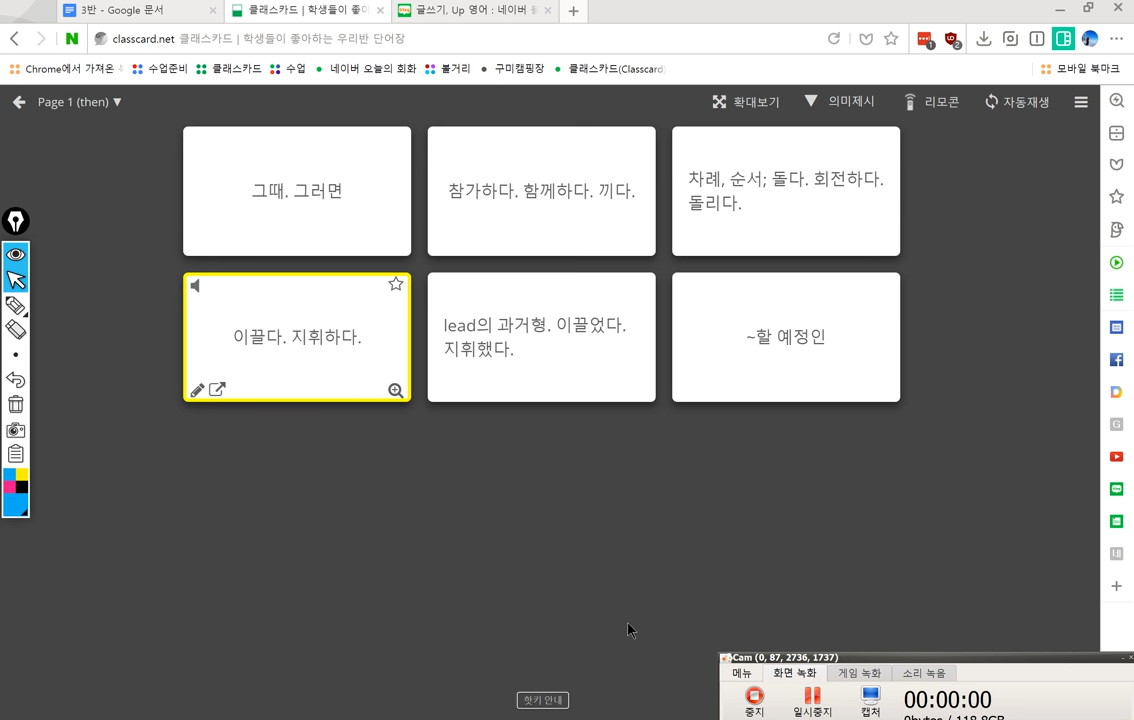 3반 - Google 문서
클래스카드 | 학생들이 좋아
글쓰기, Up 영어 : 네이버
classcard.net 클래스카드 | 학생들이 좋아하는 우리반 단어장
1
2
Chrome에서 가져온
수업준비
클래스카드
수업
네이버 오늘의 회화
볼거리
구미캠핑장
클래스카드(Classcard)
모바일 북마크
Page 1 (then) ▼
확대보기
의미제시
리모콘
자동재생
그때. 그러면
참가하다. 함께하다. 끼다.
차례, 순서; 돌다. 회전하다.
돌리다.
이끌다. 지휘하다.
lead의 과거형. 이끌었다.
지휘했다.
~할 예정인
핫키 안내
oCam (0, 87, 2736, 1737)
메뉴
화면 녹화
게임 녹화
소리 녹음
중지
일시중지
캡처
00:00:00
0bytes / 118.8GB